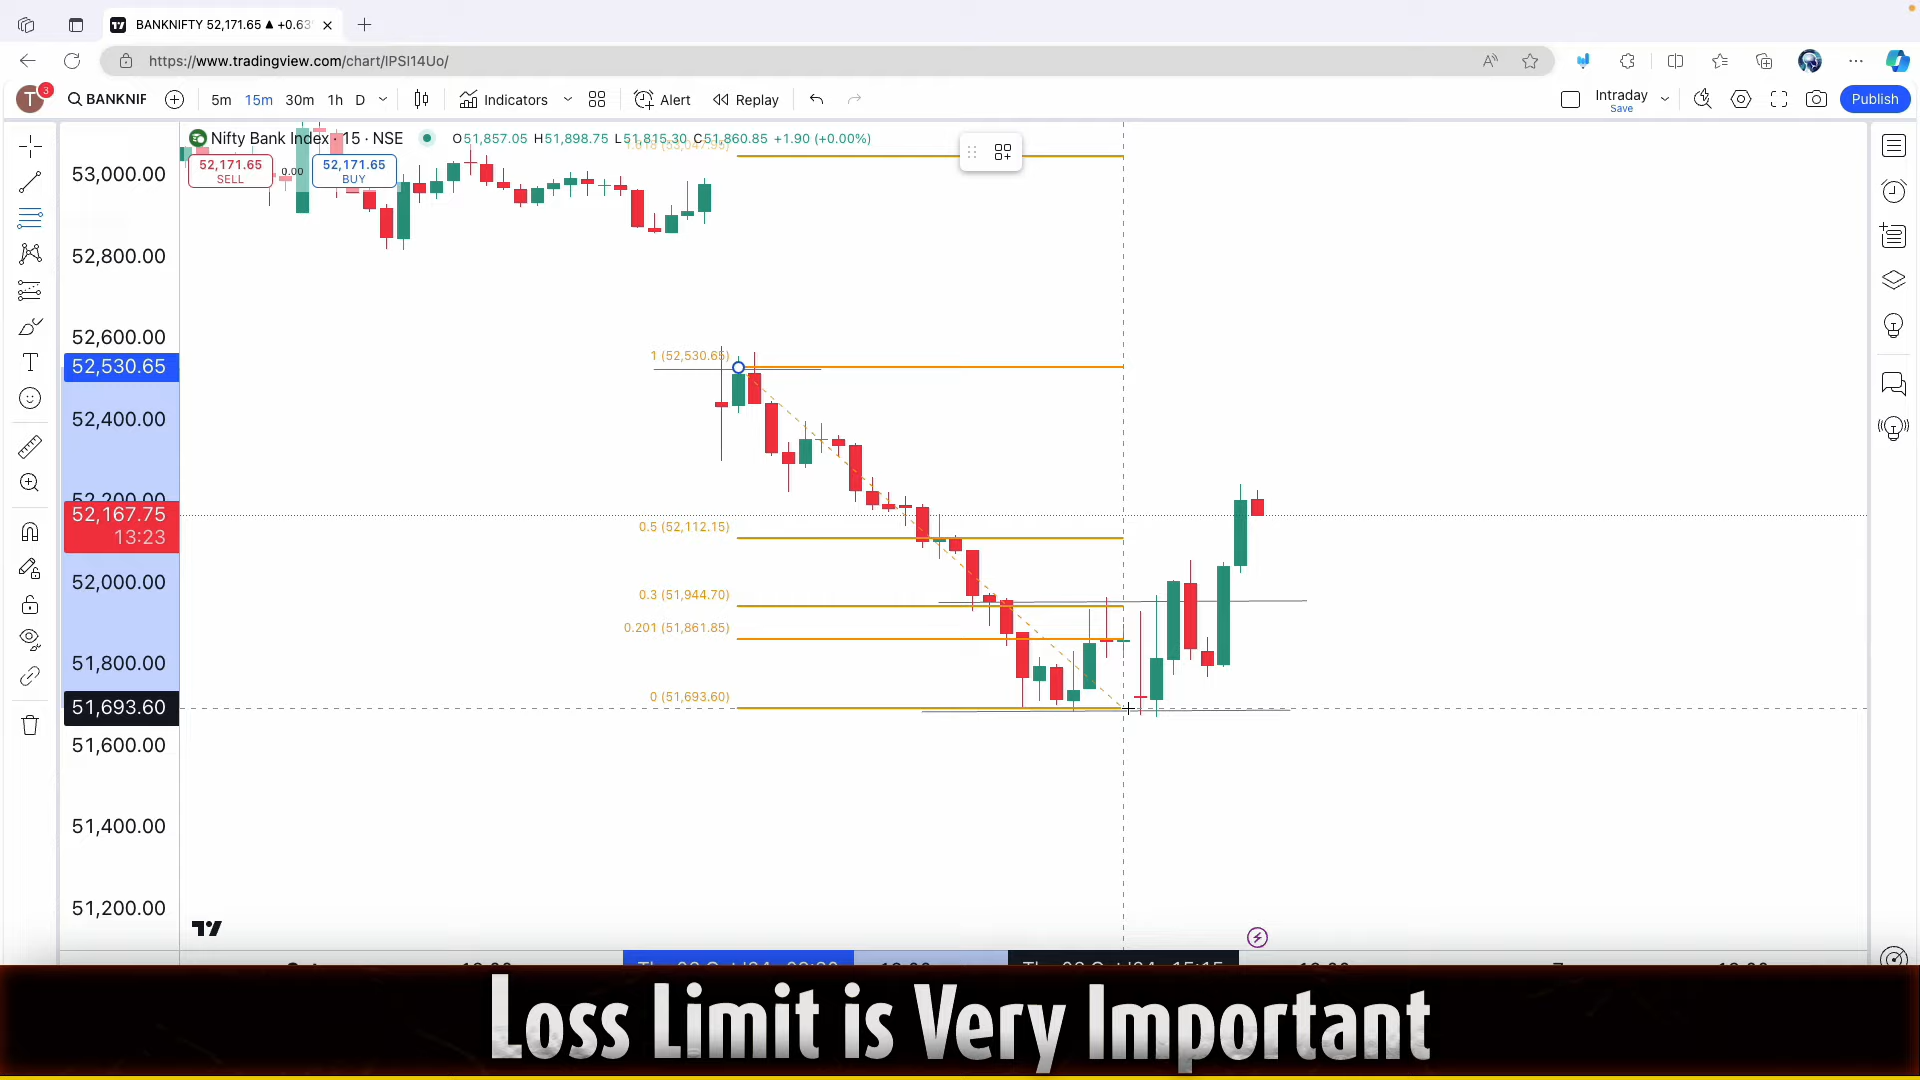 BANKNIFTY 52,171.65 ▲ +0.63
https://www.tradingview.com/chart/IPSI14Uo/
T
3
BANKNIF
5m
15m
30m
1h
D
Indicators
Alert
Replay
Intraday
Save
Publish
Nifty Bank Index · 15 · NSE
O51,857.05 H51,898.75 L51,815.30 C51,860.85 +1.90 (+0.00%)
52,171.65
SELL
0.00
52,171.65
BUY
53,000.00
52,800.00
52,600.00
52,530.65
52,400.00
52,200.00
52,167.75
13:23
52,000.00
51,800.00
51,693.60
51,600.00
51,400.00
51,200.00
1 (52,530.65)
0.5 (52,112.15)
0.3 (51,944.70)
0.201 (51,861.85)
0 (51,693.60)
Loss Limit is Very Important